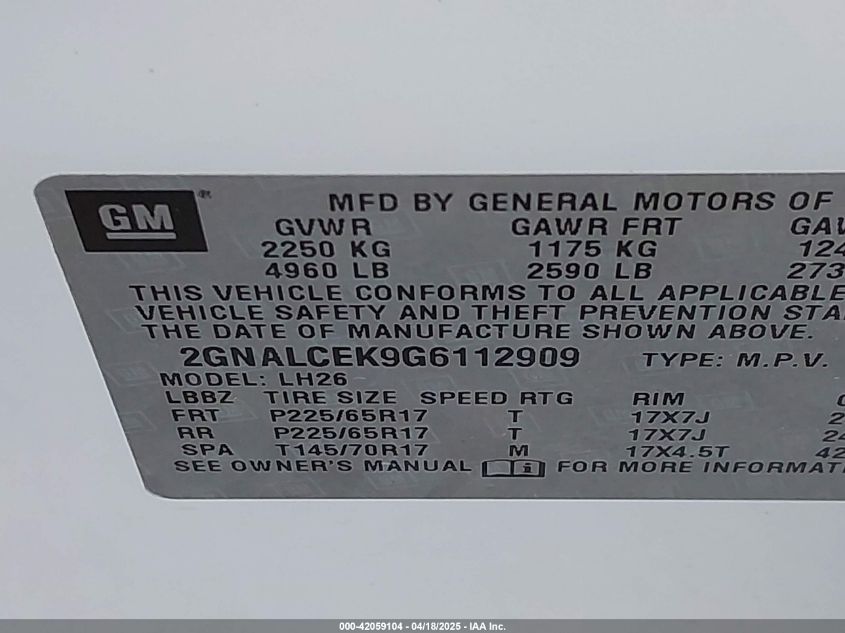 GM ® MFD BY GENERAL MOTORS OF
GVWR GAWR FRT
2250 KG 1175 KG
4960 LB 2590 LB
THIS VEHICLE CONFORMS TO ALL APPLICABLE
VEHICLE SAFETY AND THEFT PREVENTION
THE DATE OF MANUFACTURE SHOWN ABOVE.
2GNALCEK9G6112909 TYPE: M.P.V.
MODEL: LH26
LBBZ TIRE SIZE SPEED RTG RIM
FRT P225/65R17 T 17X7J
RR P225/65R17 T 17X7J
SPA T145/70R17 M 17X4.5T
SEE OWNER'S MANUAL i FOR MORE
000-42059104 - 04/18/2025 - IAA Inc.